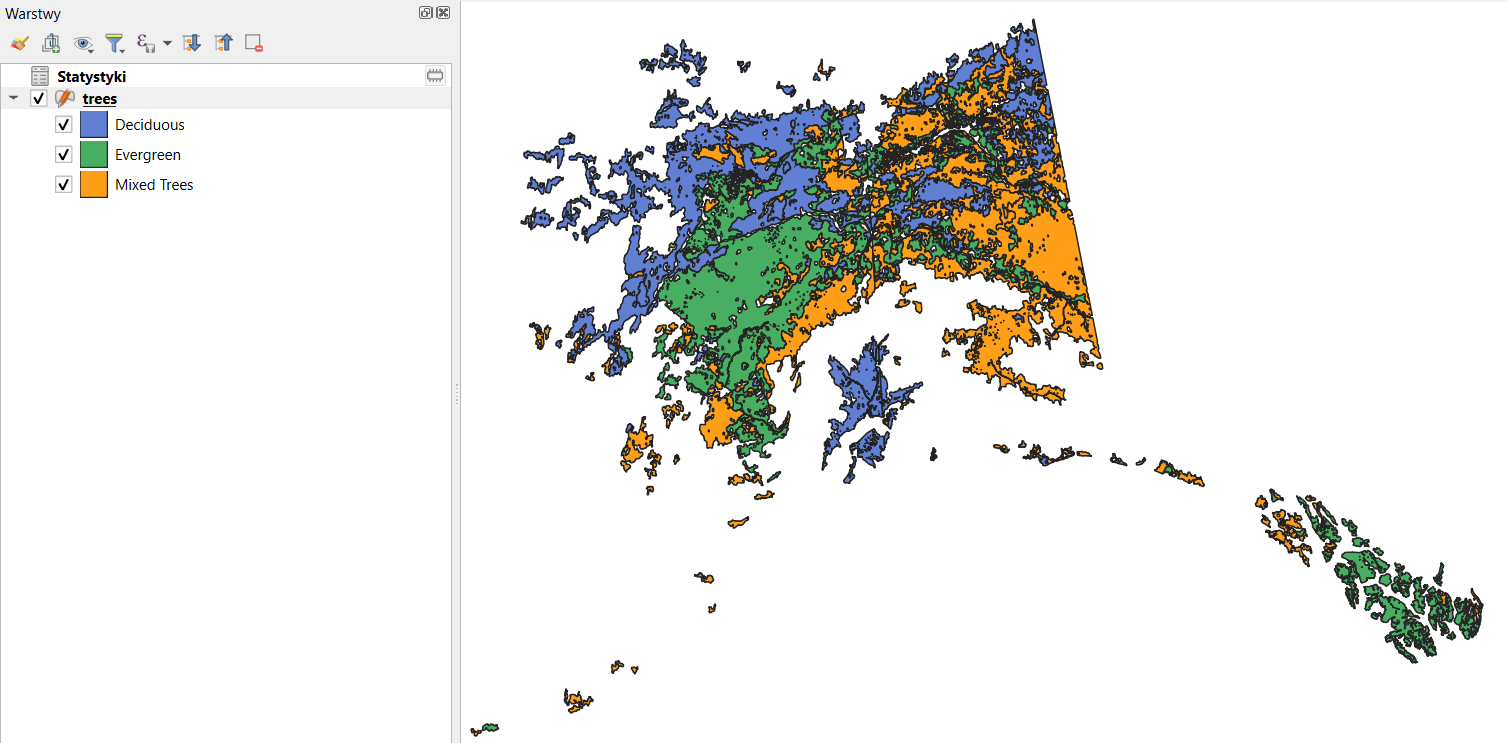 Warstwy
Statystyki
trees
Deciduous
Evergreen
Mixed Trees